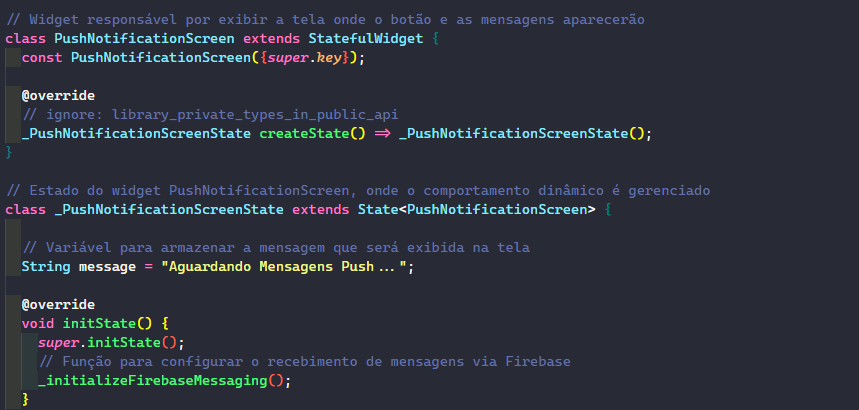 // Widget responsável por exibir a tela onde o botão e as mensagens aparecerão
class PushNotificationScreen extends StatefulWidget {
const PushNotificationScreen({super.key});
@override
// ignore: library_private_types_in_public_api
_PushNotificationScreenState createState() => _PushNotificationScreenState();
}
// Estado do widget PushNotificationScreen, onde o comportamento dinâmico é gerenciado
class _PushNotificationScreenState extends State<PushNotificationScreen> {
// Variável para armazenar a mensagem que será exibida na tela
String message = "Aguardando Mensagens Push...";
@override
void initState() {
super.initState();
// Função para configurar o recebimento de mensagens via Firebase
_initializeFirebaseMessaging();
}